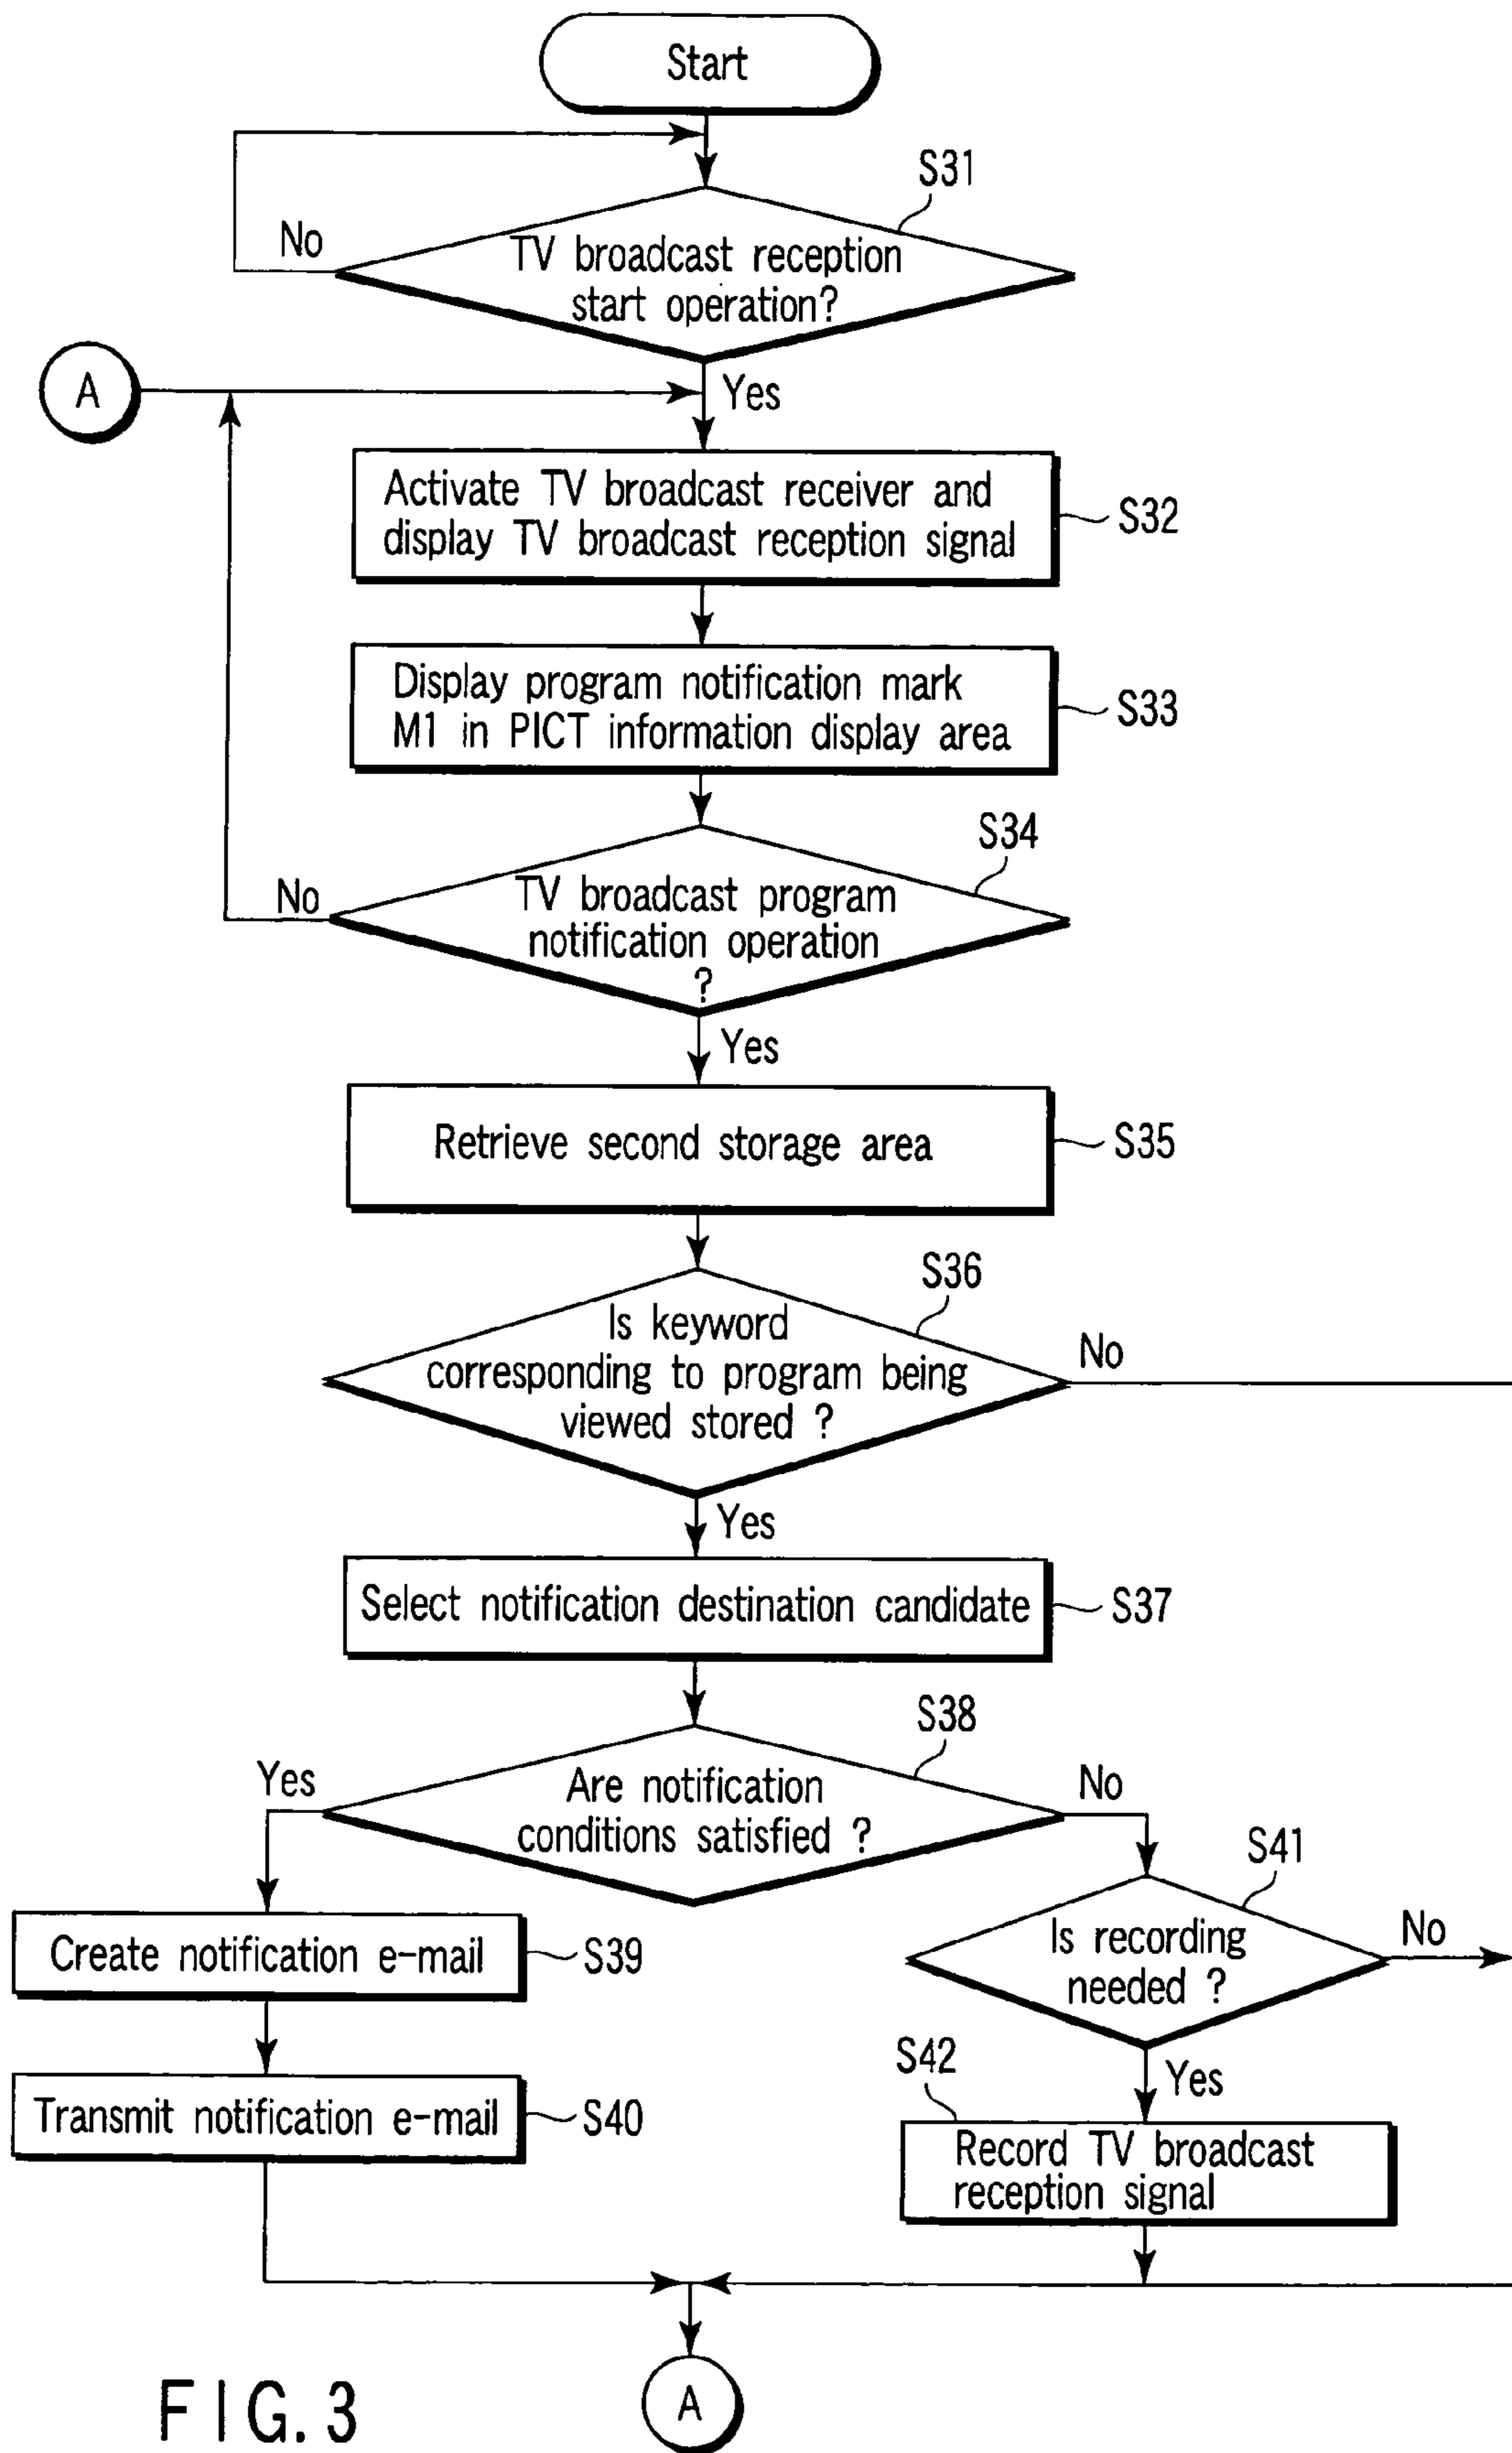 Start
S31
No
TV broadcast reception
start operation?
A
Yes
Activate TV broadcast receiver and
display TV broadcast reception signal
S32
Display program notification mark
M1 in PICT information display area
S33
S34
No
TV broadcast program
notification operation
?
Yes
Retrieve second storage area
S35
S36
Is keyword
corresponding to program being
viewed stored ?
No
Yes
Select notification destination candidate
S37
S38
Yes
Are notification
conditions satisfied ?
No
S41
Create notification e-mail
S39
Is recording
needed ?
No
S42
Yes
Transmit notification e-mail
S40
Record TV broadcast
reception signal
A
FIG. 3